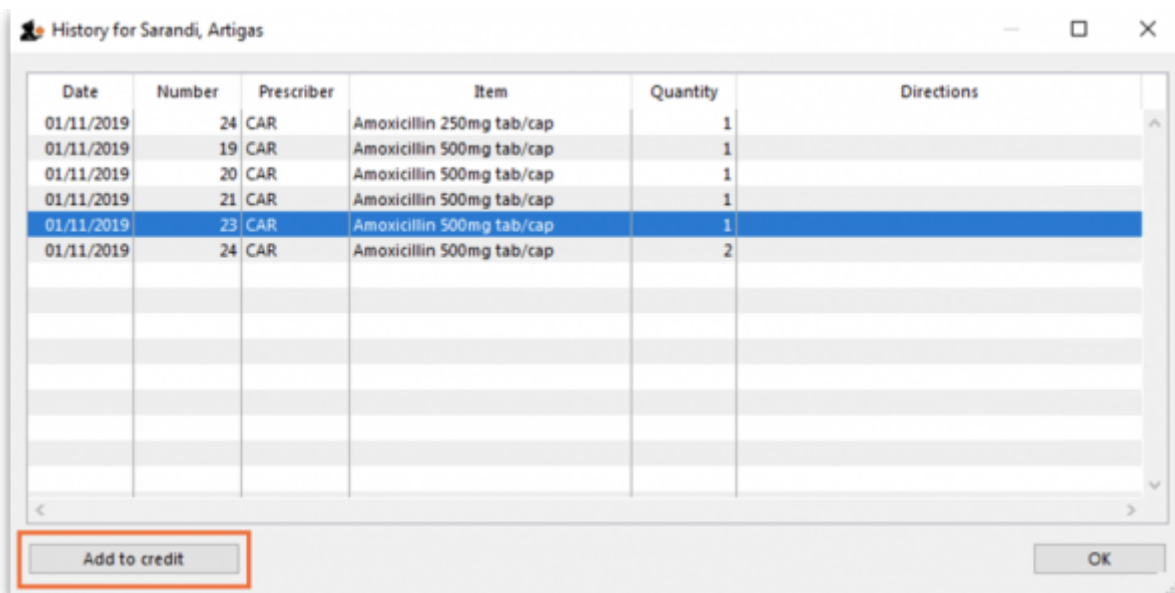 History for Sarandi, Artigas
Date Number Prescriber Item Quantity Directions
01/11/2019 24 CAR Amoxicillin 250mg tab/cap 1
01/11/2019 19 CAR Amoxicillin 500mg tab/cap 1
01/11/2019 20 CAR Amoxicillin 500mg tab/cap 1
01/11/2019 21 CAR Amoxicillin 500mg tab/cap 1
01/11/2019 23 CAR Amoxicillin 500mg tab/cap 1
01/11/2019 24 CAR Amoxicillin 500mg tab/cap 2
Add to credit OK